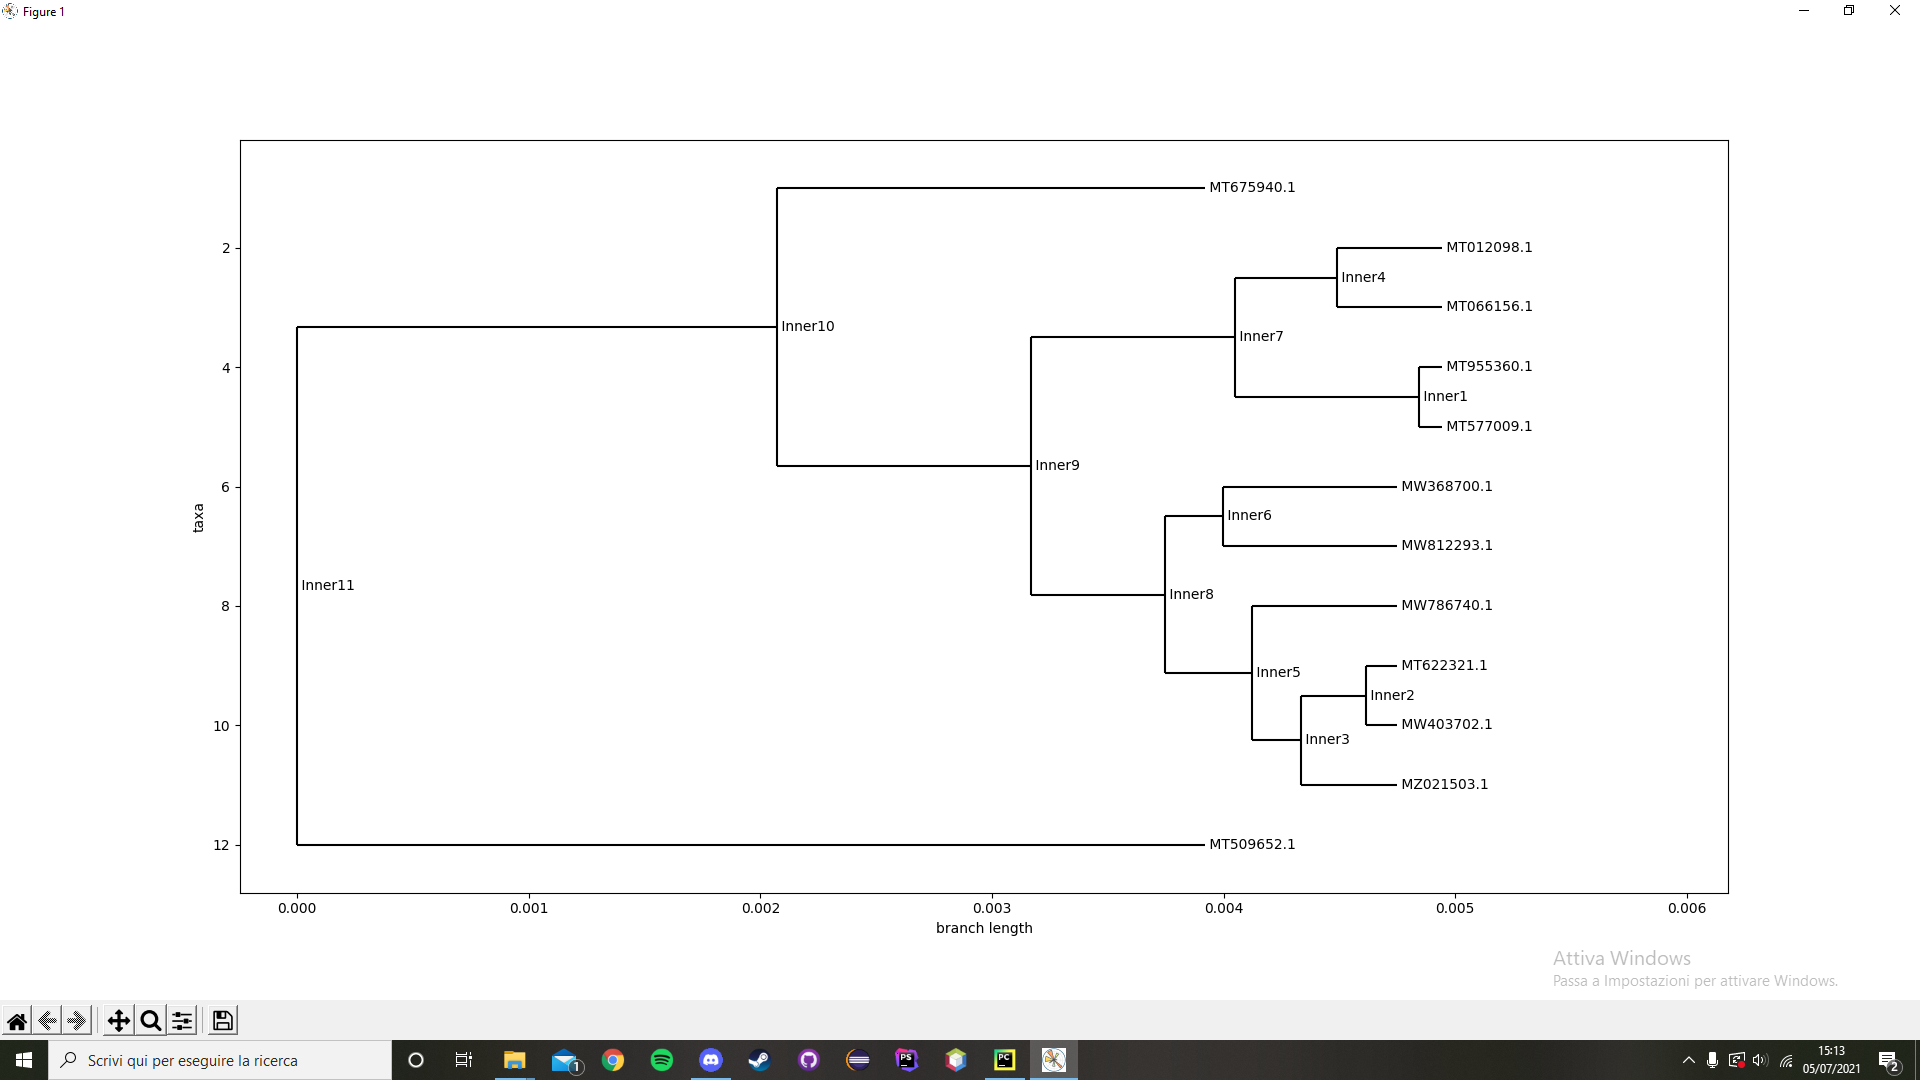 Figure 1
MT675940.1
2
MT012098.1
Inner4
MT066156.1
Inner10
Inner7
4
MT955360.1
Inner1
MT577009.1
Inner9
6
MW368700.1
taxa
Inner6
MW812293.1
Inner11
Inner8
8
MW786740.1
MT622321.1
Inner5
Inner2
10
MW403702.1
Inner3
MZ021503.1
12
MT509652.1
0.000 0.001 0.002 0.003 0.004 0.005 0.006
branch length
Attiva Windows
Passa a Impostazioni per attivare Windows.
Scrivi qui per eseguire la ricerca
1
PS
PC
15:13
05/07/2021
2